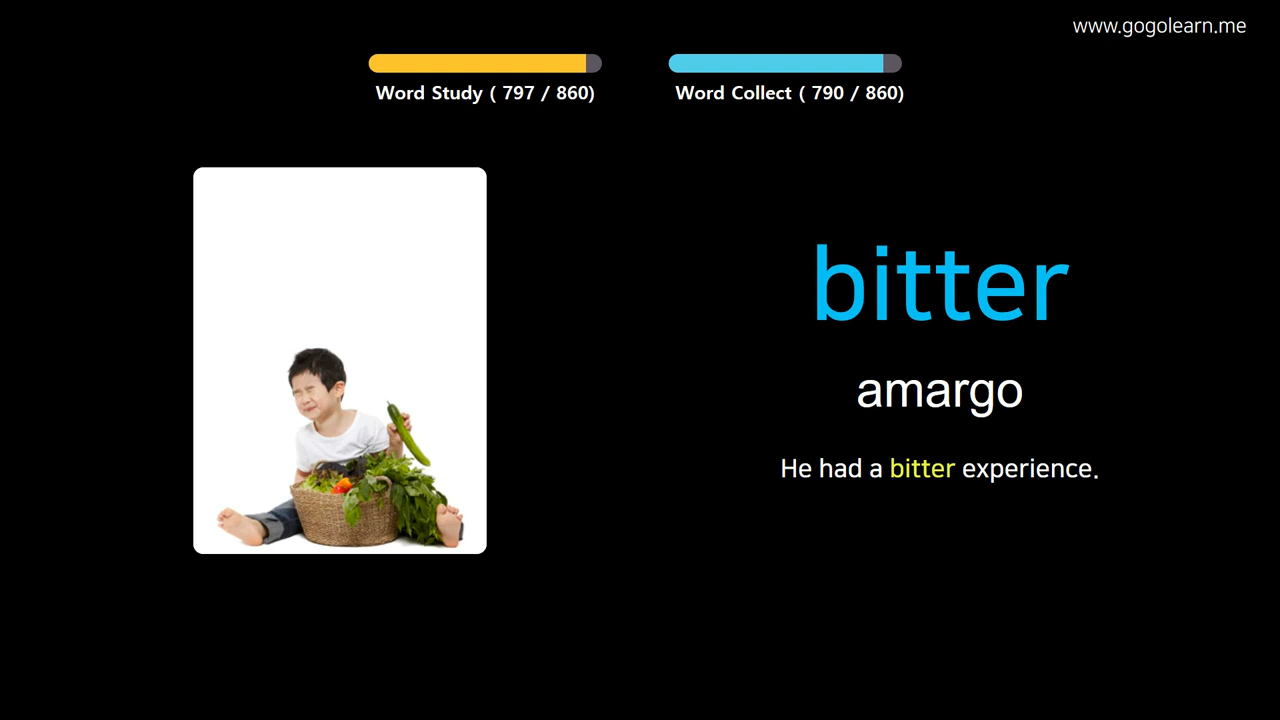 www.gogolearn.me
Word Study ( 797 / 860)
Word Collect ( 790 / 860)
bitter
amargo
He had a bitter experience.